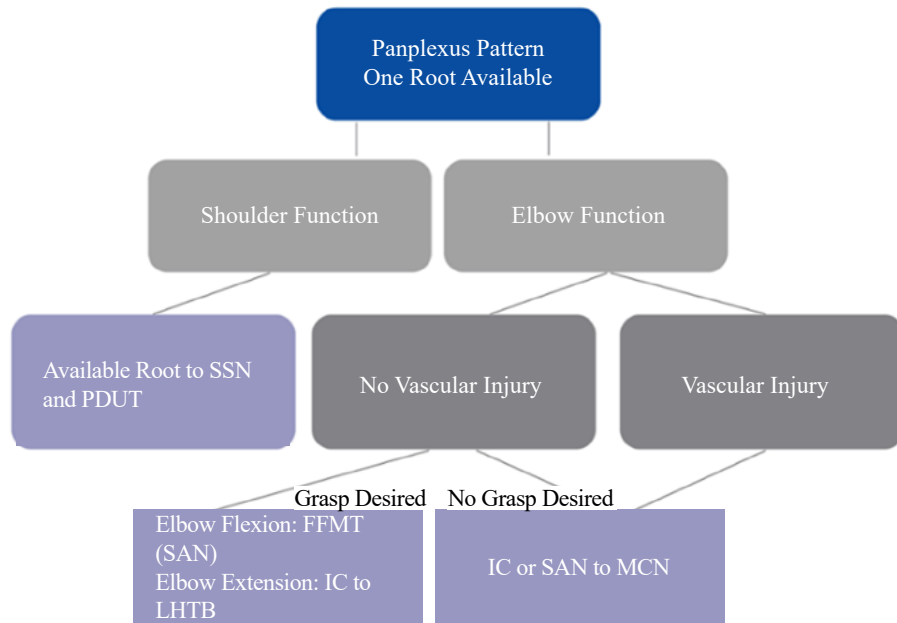 Panplexus Pattern
One Root Available
Shoulder Function
Elbow Function
Available Root to SSN
and PDUT
No Vascular Injury
Vascular Injury
Grasp Desired
No Grasp Desired
Elbow Flexion: FFMT
(SAN)
Elbow Extension: IC to
LHTB
IC or SAN to MCN